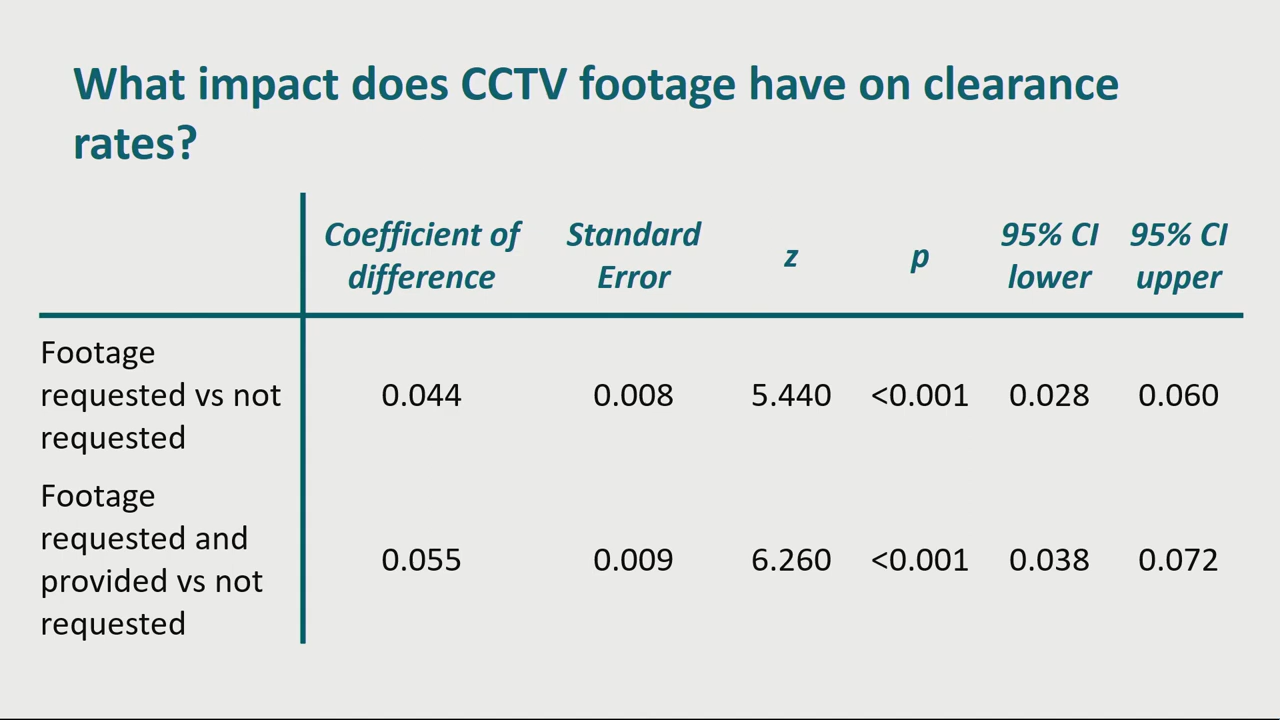 What impact does CCTV footage have on clearance
rates?
Coefficient of difference Standard Error z p 95% CI lower 95% CI upper
Footage
requested vs not
requested
0.044 0.008 5.440 <0.001 0.028 0.060
Footage
requested and
provided vs not
requested
0.055 0.009 6.260 <0.001 0.038 0.072